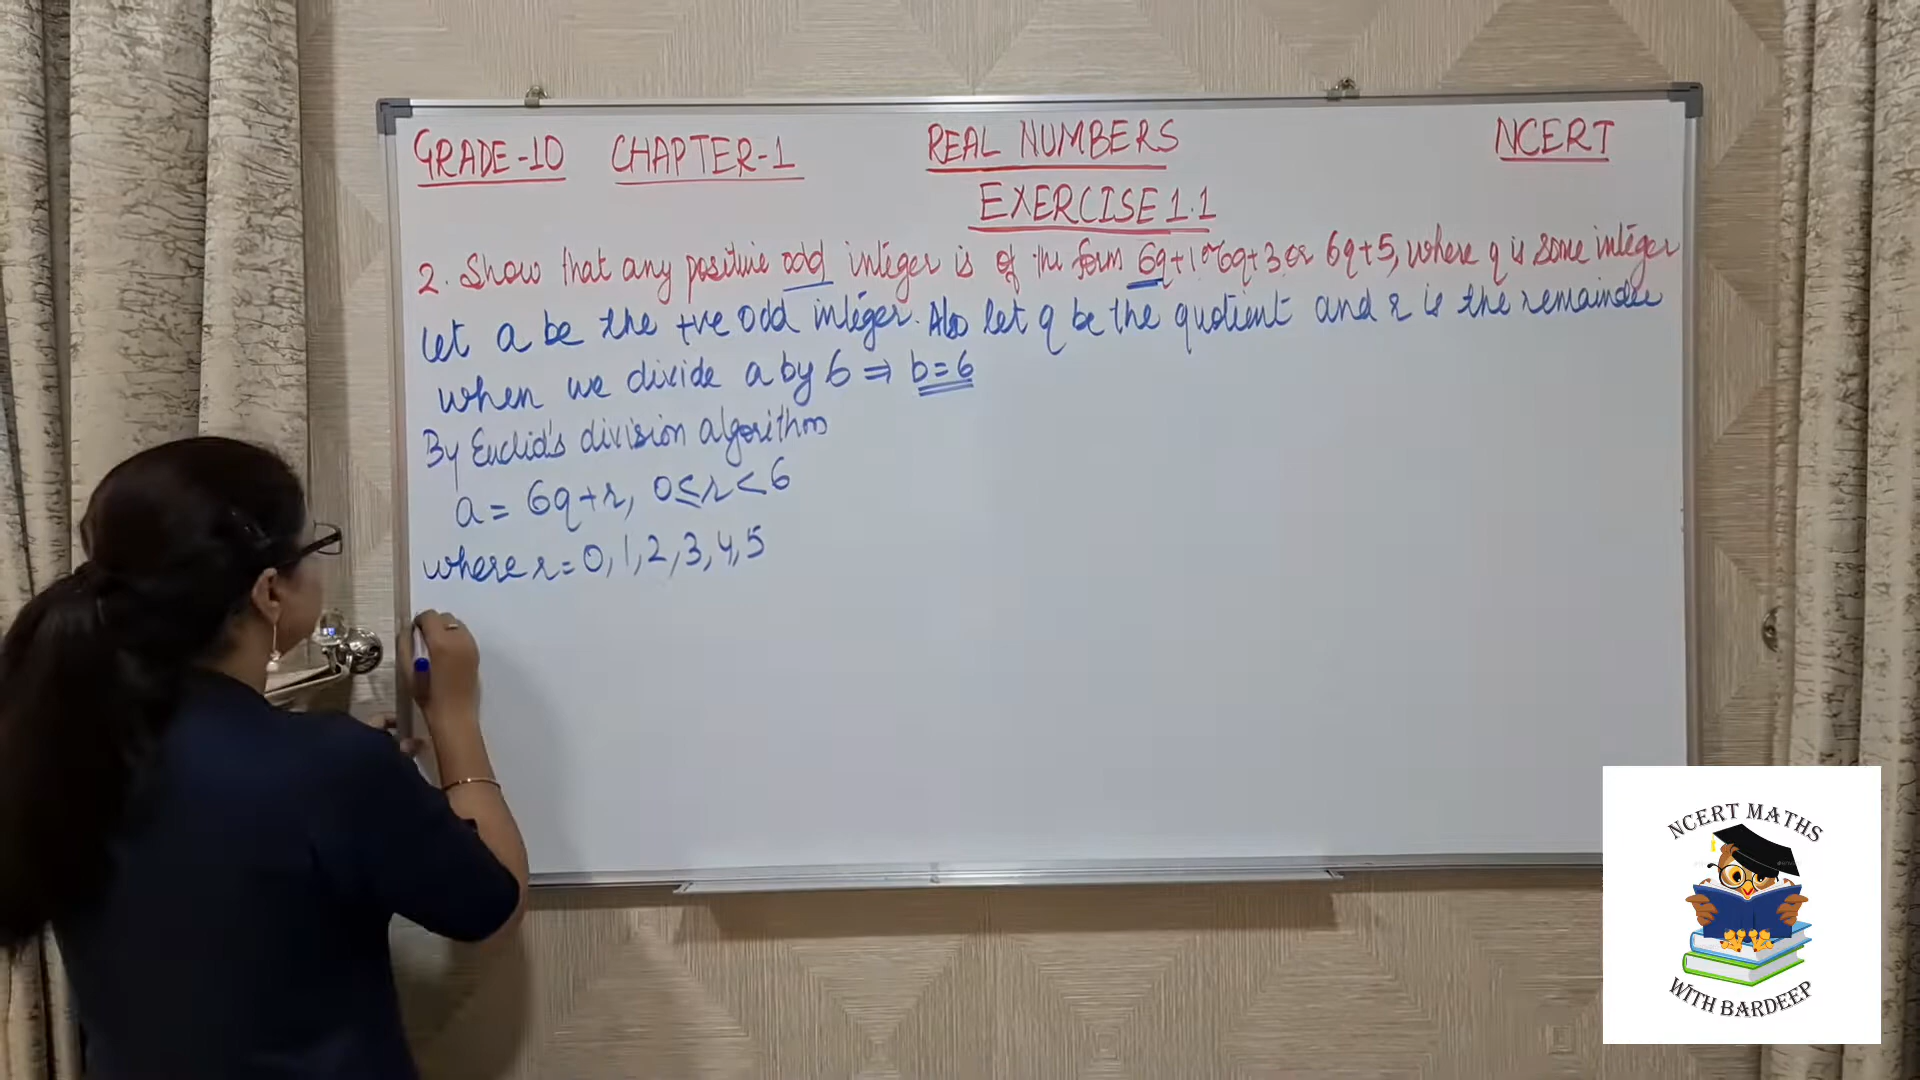 GRADE-10 CHAPTER-1 REAL NUMBERS NCERT
EXERCISE 1.1
2. Show that any positive odd integer is of the form 6q+1 or 6q+3 or 6q+5, where q is some integer
Let a be the +ve odd integer. Also let q be the quotient and r is the remainder
when we divide a by 6 ⇒ b=6
By Euclid's division algorithm
a = 6q+r, 0≤r<6
where r = 0, 1, 2, 3, 4, 5
NCERT MATHS
WITH BARDEEP